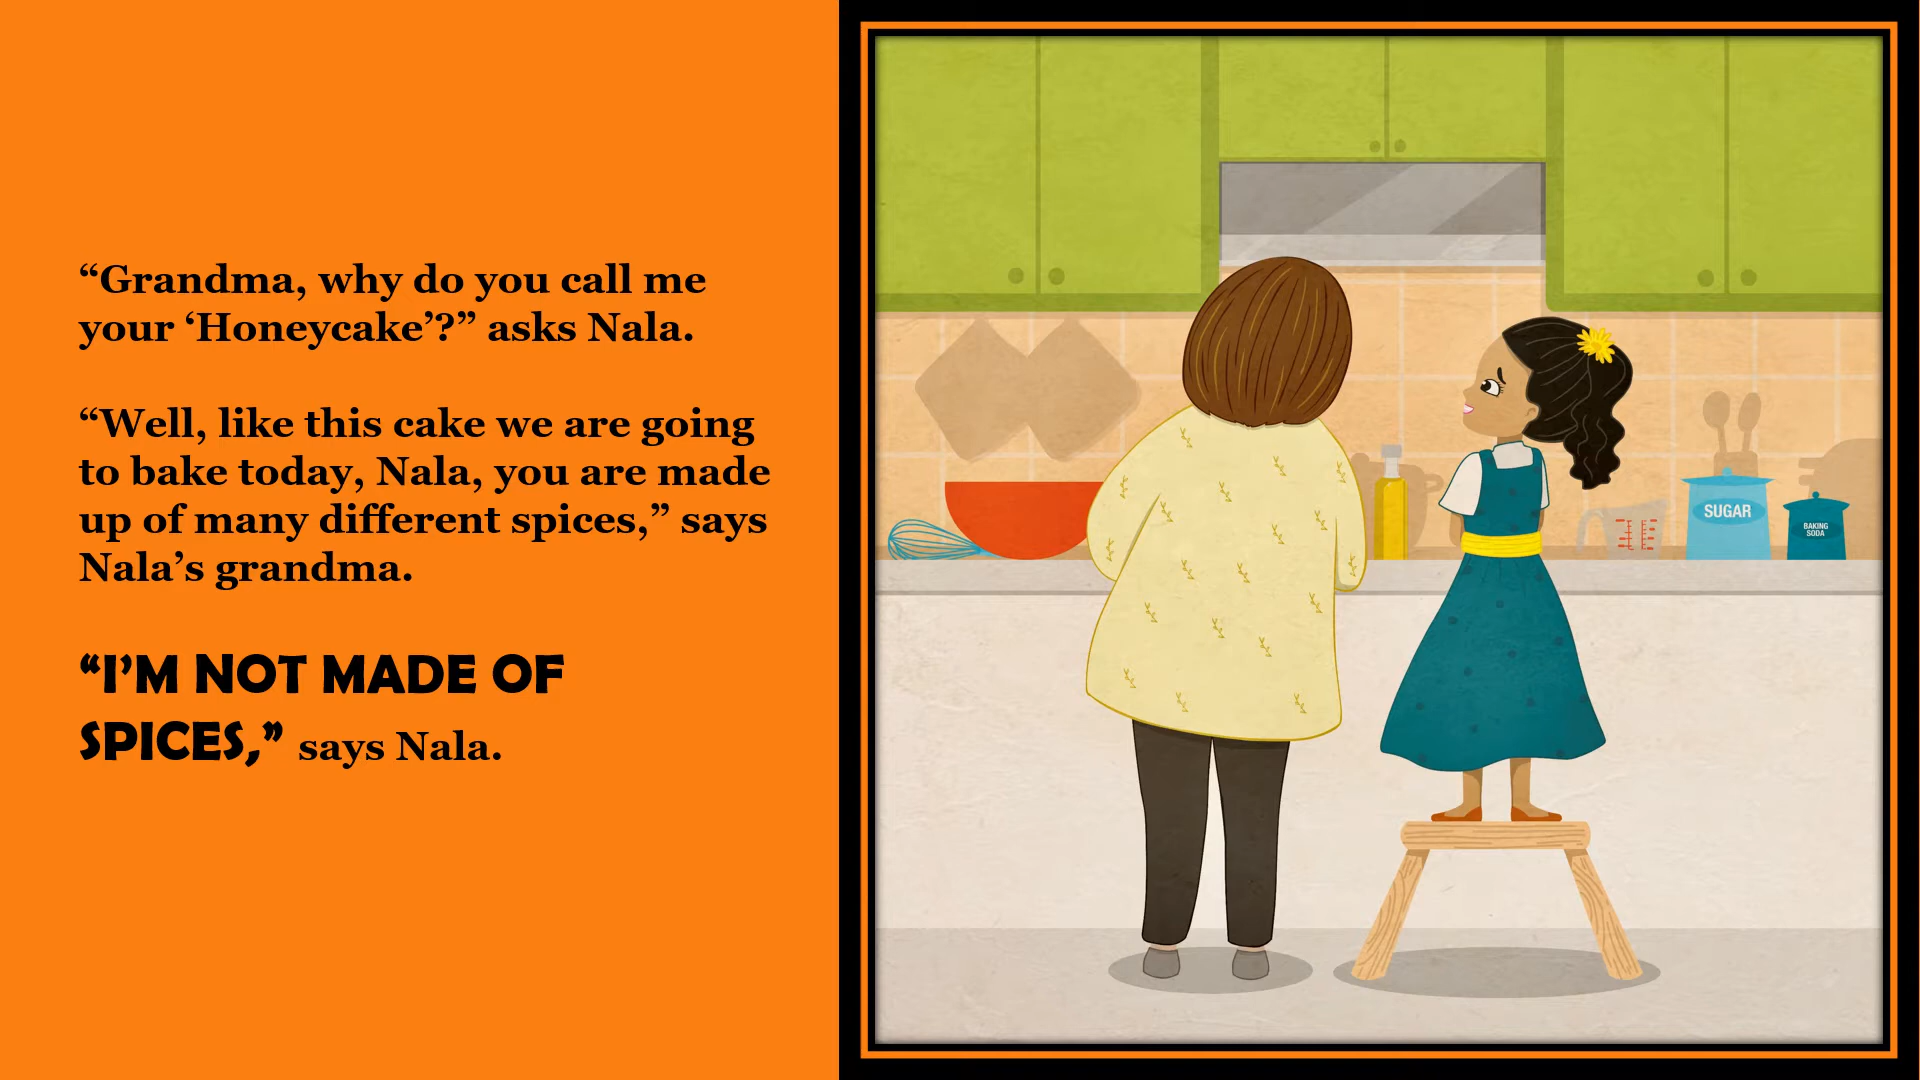 “Grandma, why do you call me
your ‘Honeycake’?” asks Nala.
“Well, like this cake we are going
to bake today, Nala, you are made
up of many different spices,” says
Nala’s grandma.
“I’M NOT MADE OF
SPICES,” says Nala.
SUGAR
BAKING
SODA